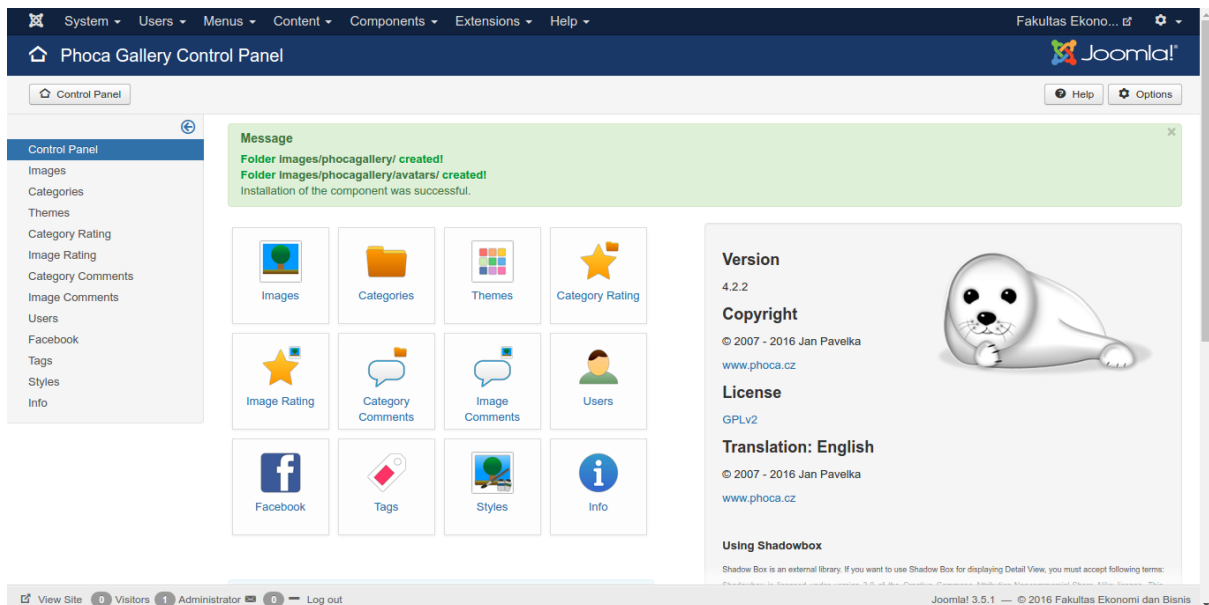 System Users Menus Content Components Extensions Help Fakultas Ekono...
Phoca Gallery Control Panel Joomla!®
Control Panel Help Options
Control Panel
Images
Categories
Themes
Category Rating
Image Rating
Category Comments
Image Comments
Users
Facebook
Tags
Styles
Info
Message
Folder images/phocagallery/ created!
Folder images/phocagallery/avatars/ created!
Installation of the component was successful.
Images Categories Themes Category Rating
Image Rating Category Comments Image Comments Users
Facebook Tags Styles Info
Version
4.2.2
Copyright
© 2007 - 2016 Jan Pavelka
www.phoca.cz
License
GPLv2
Translation: English
© 2007 - 2016 Jan Pavelka
www.phoca.cz
Using Shadowbox
Shadow Box is an external library. If you want to use Shadow Box for displaying Detail View, you must accept following terms:
View Site 0 Visitors 1 Administrator 0 Log out Joomla! 3.5.1 — © 2016 Fakultas Ekonomi dan Bisnis